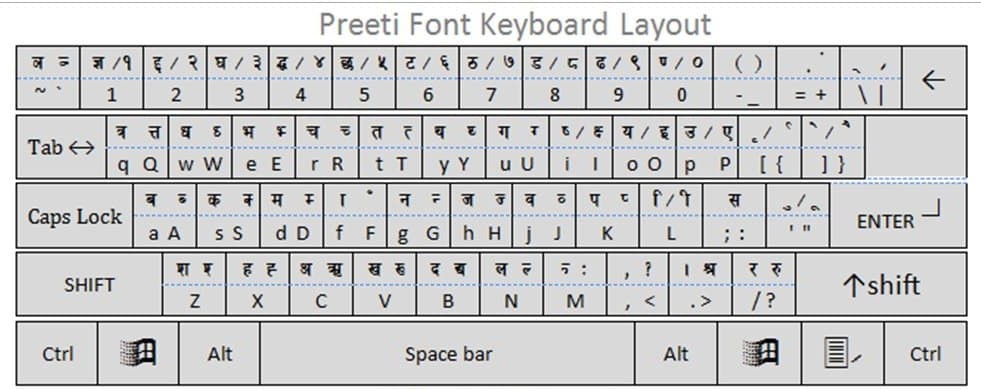 Preeti Font Keyboard Layout
ञ ञ् ज्ञ / १ द्द / २ घ / ३ द्ध / ४ छ / ५ ट / ६ ठ / ७ ड / ८ ढ / ९ ण / ० ( ) . ् ,
~ ` 1 2 3 4 5 6 7 8 9 0 - _ = + \ | ←
Tab ↔ त्र त्त ध भ भ् च च् त त् थ थ् ग ग् य / उ / ए
q Q w W e E r R t T y Y u U i I o O p P [ { ] }
Caps Lock ब ब् क क् म म् ा ँ न न् ज ज् व व् प ि / ी स ु / ू ENTER
a A s S d D f F g G h H j J K L ; : ' "
SHIFT श श् ह ह् अ ऋ ख ख् द ल ल् : , ? । श्र र रु ↑shift
Z X C V B N M , < . > / ?
Ctrl Alt Space bar Alt Ctrl